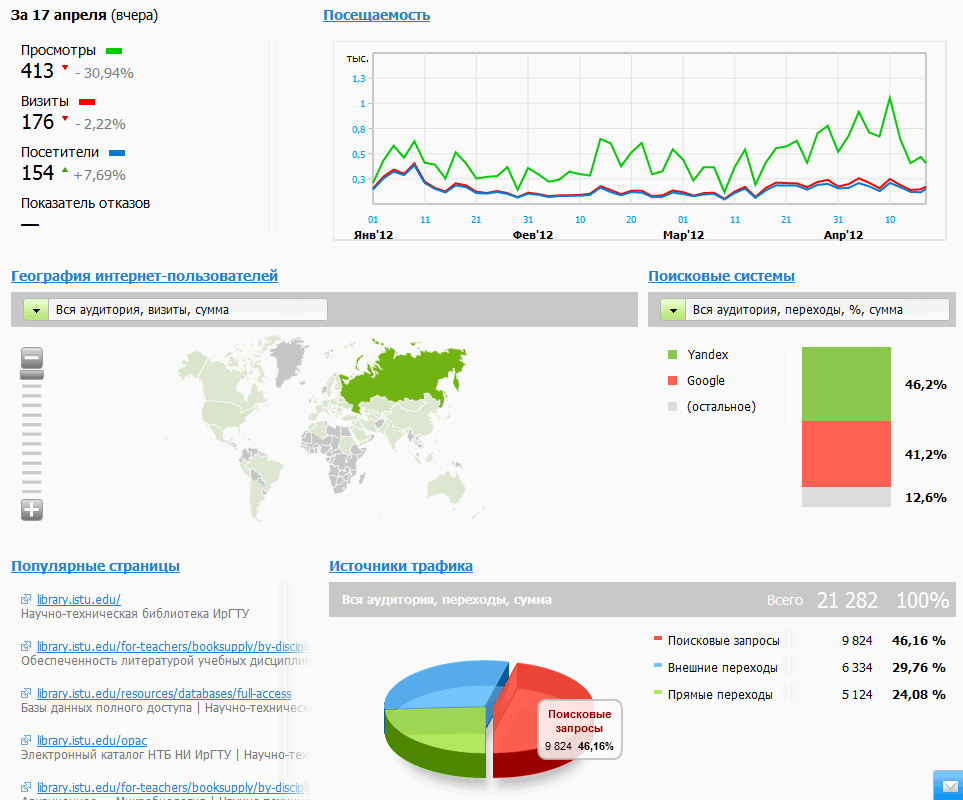 За 17 апреля (вчера)
Просмотры
413 - 30,94%
Визиты
176 - 2,22%
Посетители
154 +7,69%
Показатель отказов
—
Посещаемость
тыс.
1,3
1
0,8
0,5
0,3
01 11 21 31 10 20 01 11 21 31 10
Янв'12 Фев'12 Мар'12 Апр'12
География интернет-пользователей
Вся аудитория, визиты, сумма
Поисковые системы
Вся аудитория, переходы, %, сумма
Yandex
Google
(остальное)
46,2%
41,2%
12,6%
Популярные страницы
library.istu.edu/
Научно-техническая библиотека ИрГТУ
library.istu.edu/for-teachers/booksupply/by-discipli
Обеспеченность литературой учебных дисциплин
library.istu.edu/resources/databases/full-access
Базы данных полного доступа | Научно-техническа
library.istu.edu/opac
Электронный каталог НТБ НИ ИрГТУ | Научно-тех
library.istu.edu/for-teachers/booksupply/by-discipli
Источники трафика
Вся аудитория, переходы, сумма Всего 21 282 100%
Поисковые запросы 9 824 46,16 %
Внешние переходы 6 334 29,76 %
Прямые переходы 5 124 24,08 %
Поисковые
запросы
9 824 46,16%